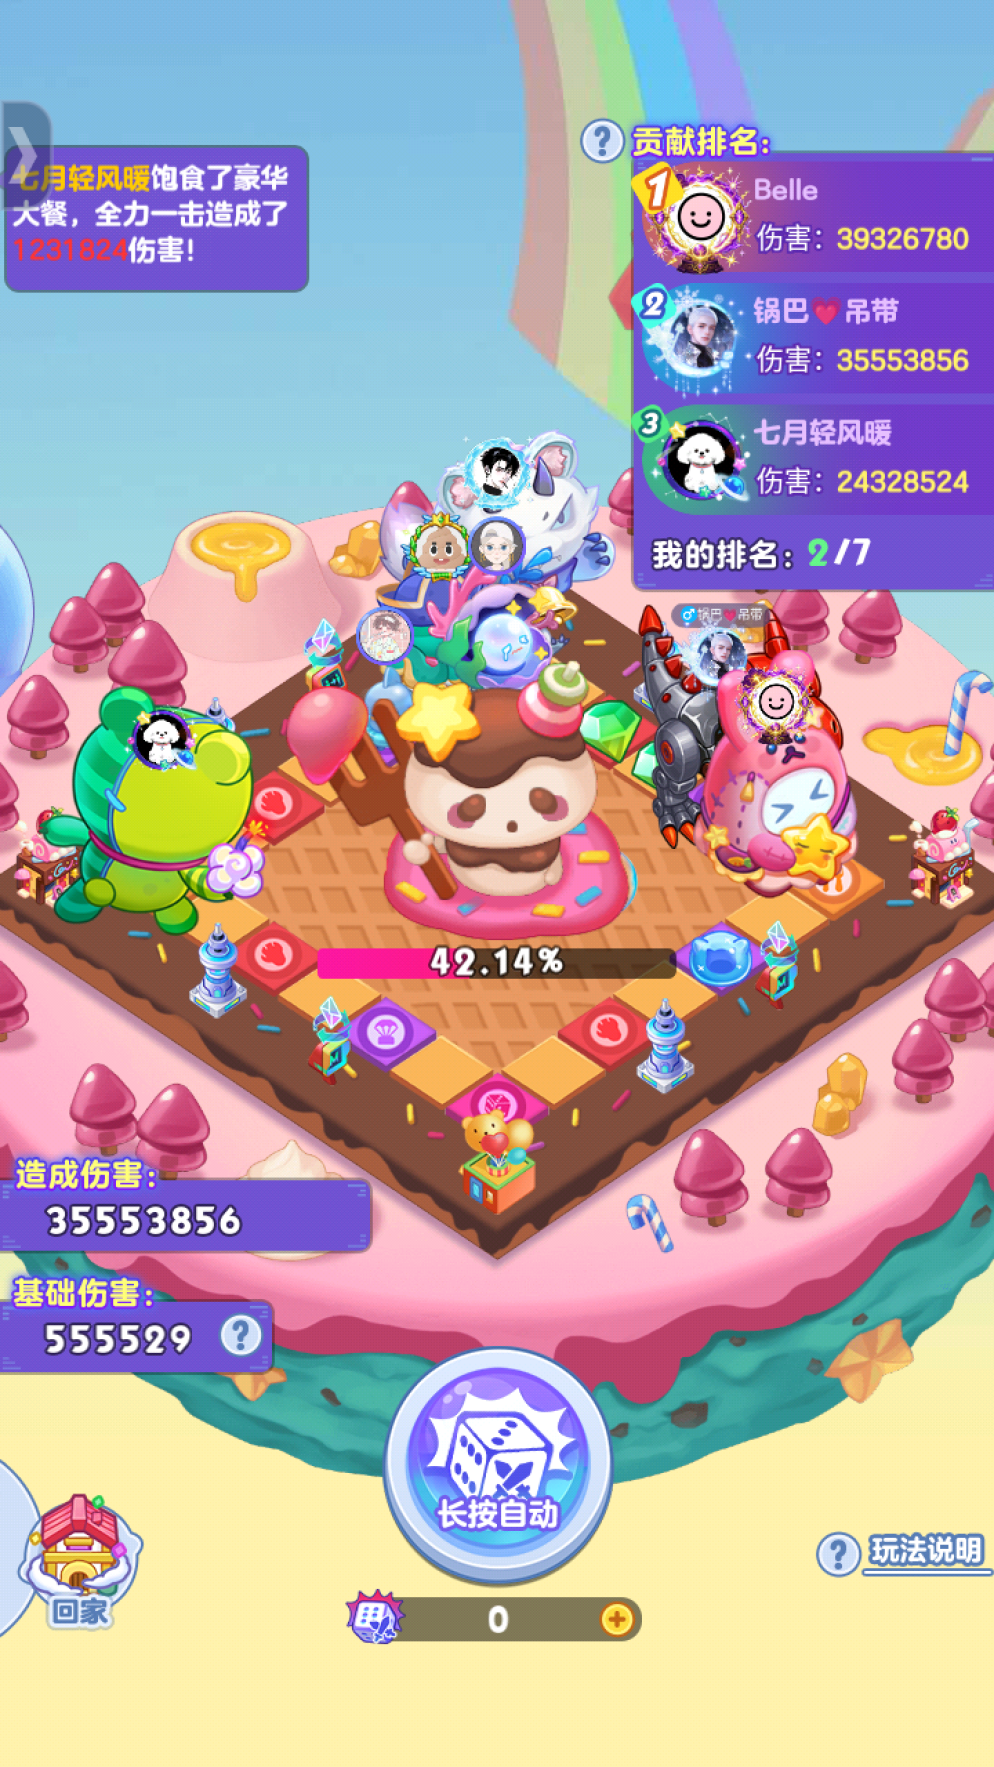 七月轻风暖饱食了豪华
大餐，全力一击造成了
1231824伤害！
? 贡献排名：
1 Belle
伤害：39326780
2 锅巴❤️吊带
伤害：35553856
3 七月轻风暖
伤害：24328524
我的排名：2/7
♂锅巴❤️吊带
42.14%
造成伤害：
35553856
基础伤害：
555529 ?
长按自动
? 玩法说明
回家
0 +